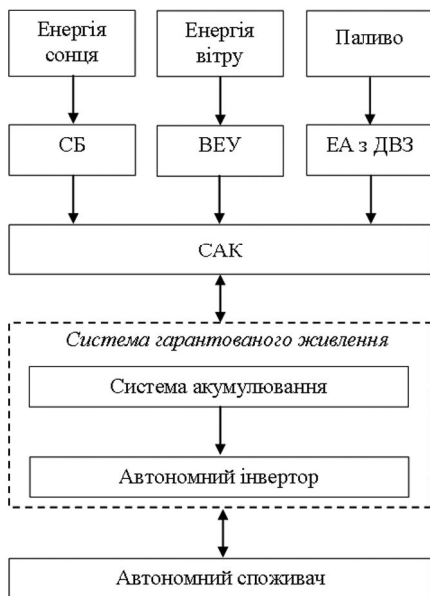 Енергія
сонця
Енергія
вітру
Паливо
СБ
ВЕУ
ЕА з ДВЗ
САК
Система гарантованого живлення
Система акумулювання
Автономний інвертор
Автономний споживач